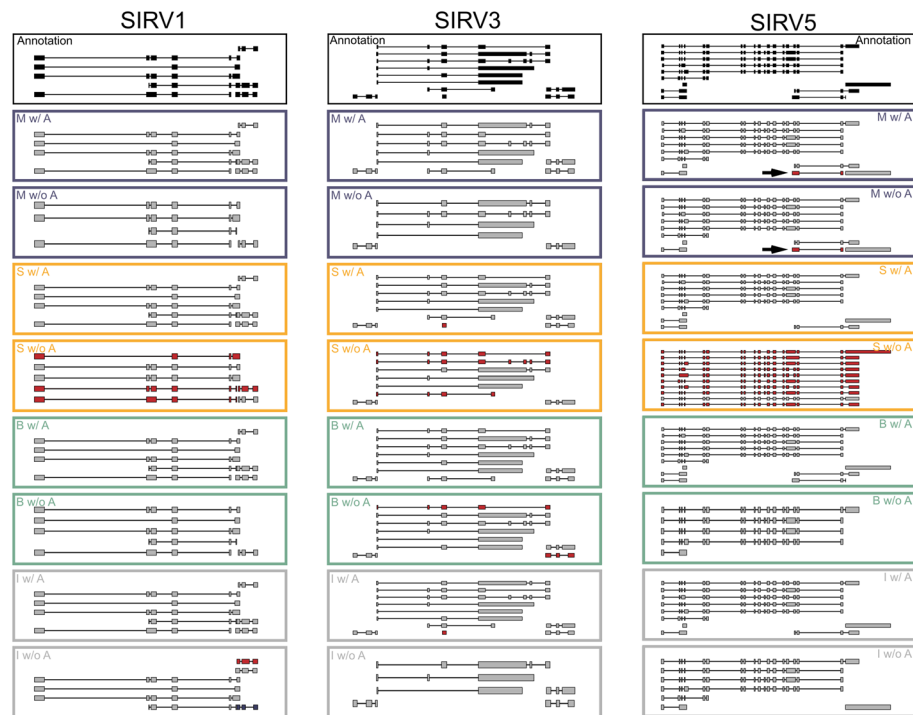 SIRV1 SIRV3 SIRV5
Annotation Annotation Annotation
M w/ A M w/ A M w/ A
M w/o A M w/o A M w/o A
S w/ A S w/ A S w/ A
S w/o A S w/o A S w/o A
B w/ A B w/ A B w/ A
B w/o A B w/o A B w/o A
I w/ A I w/ A I w/ A
I w/o A I w/o A I w/o A